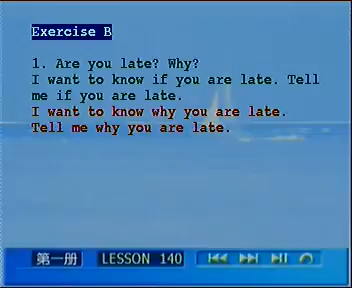 Exercise B
1. Are you late? Why?
I want to know if you are late. Tell
me if you are late.
I want to know why you are late.
Tell me why you are late.
第一册 LESSON 140